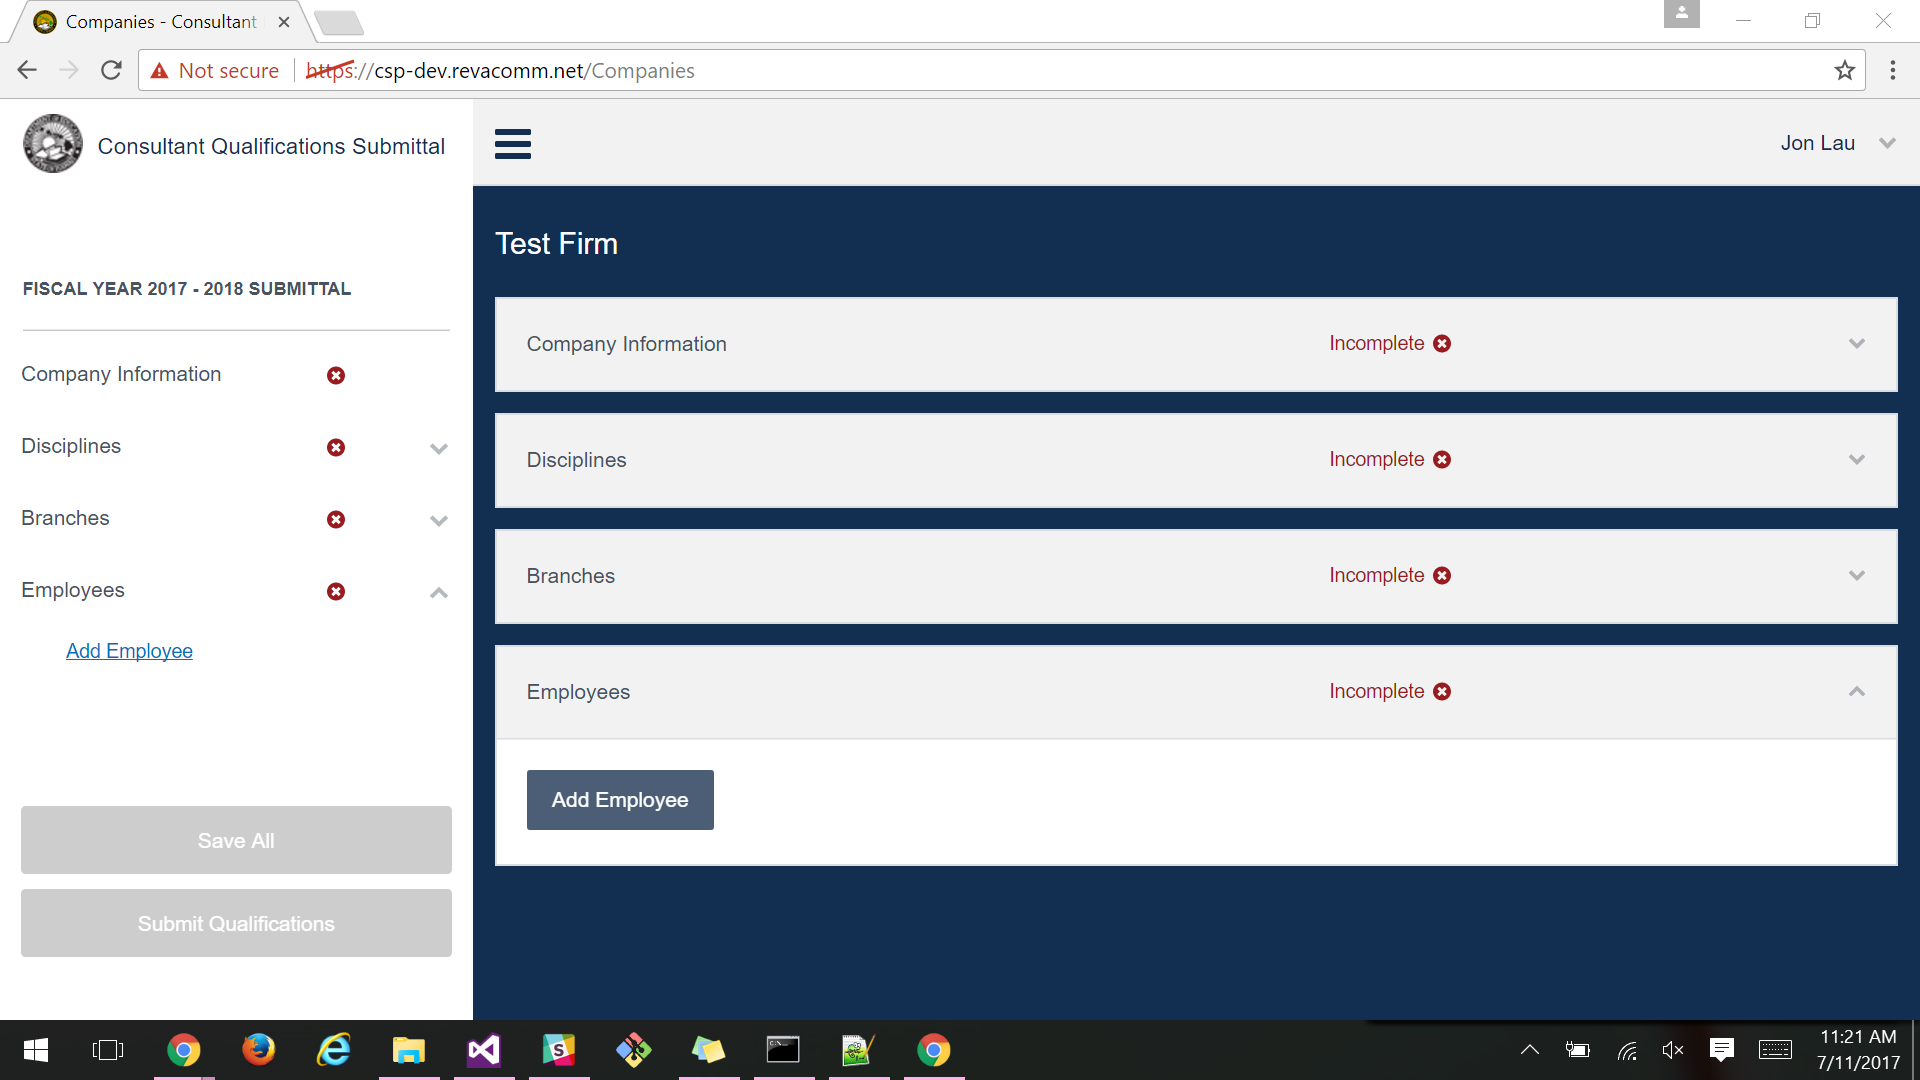 Companies - Consultant
Not secure
https://csp-dev.revacomm.net/Companies
Consultant Qualifications Submittal
Jon Lau
FISCAL YEAR 2017 - 2018 SUBMITTAL
Company Information
Disciplines
Branches
Employees
Add Employee
Save All
Submit Qualifications
Test Firm
Company Information Incomplete
Disciplines Incomplete
Branches Incomplete
Employees Incomplete
Add Employee
11:21 AM
7/11/2017